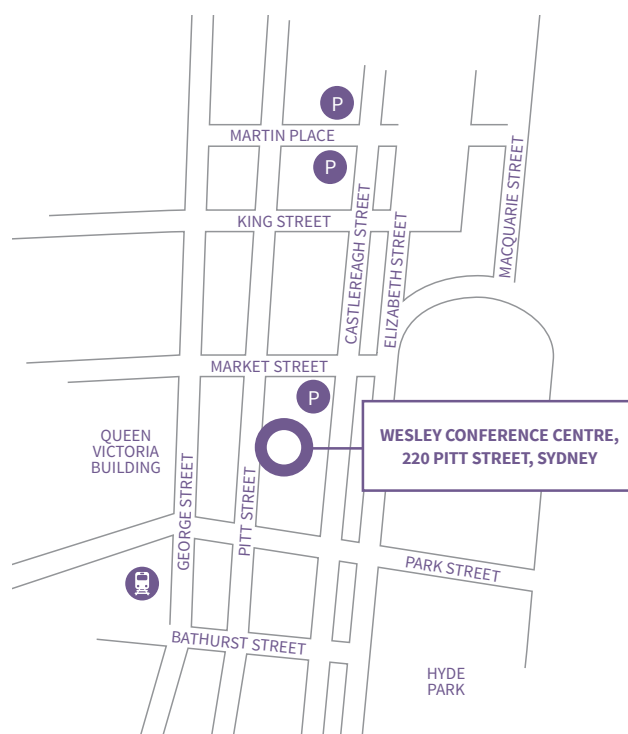 P
MARTIN PLACE
P
MACQUARIE STREET
KING STREET
CASTLEREAGH STREET
ELIZABETH STREET
MARKET STREET
P
WESLEY CONFERENCE CENTRE,
220 PITT STREET, SYDNEY
QUEEN
VICTORIA
BUILDING
GEORGE STREET
PITT STREET
PARK STREET
BATHURST STREET
HYDE
PARK